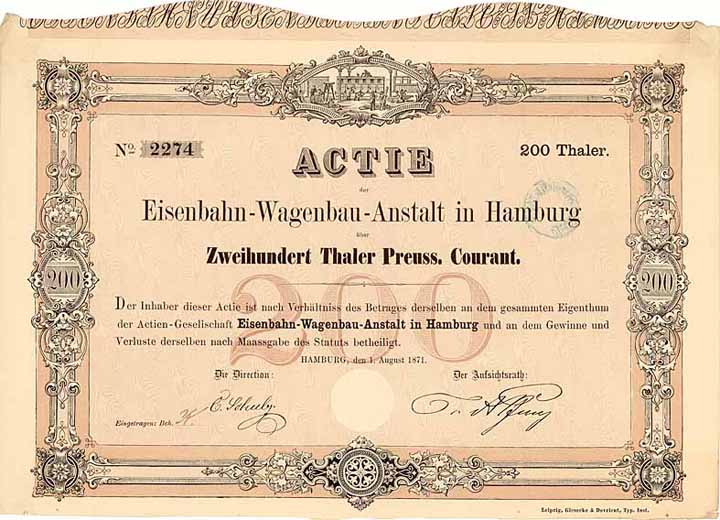 No. 2274
ACTIE
200 Thaler.
der
Eisenbahn-Wagenbau-Anstalt in Hamburg
über
Zweihundert Thaler Preuss. Courant.
200
200
200
Der Inhaber dieser Actie ist nach Verhältniss des Betrages derselben an dem gesammten Eigenthum
der Actien-Gesellschaft Eisenbahn-Wagenbau-Anstalt in Hamburg und an dem Gewinne und
Verluste derselben nach Maassgabe des Statuts betheiligt.
HAMBURG, den 1. August 1871.
Die Direction:
Der Aufsichtsrath:
Eingetragen: Beh.
Leipzig, Giesecke & Devrient, Typ. Inst.